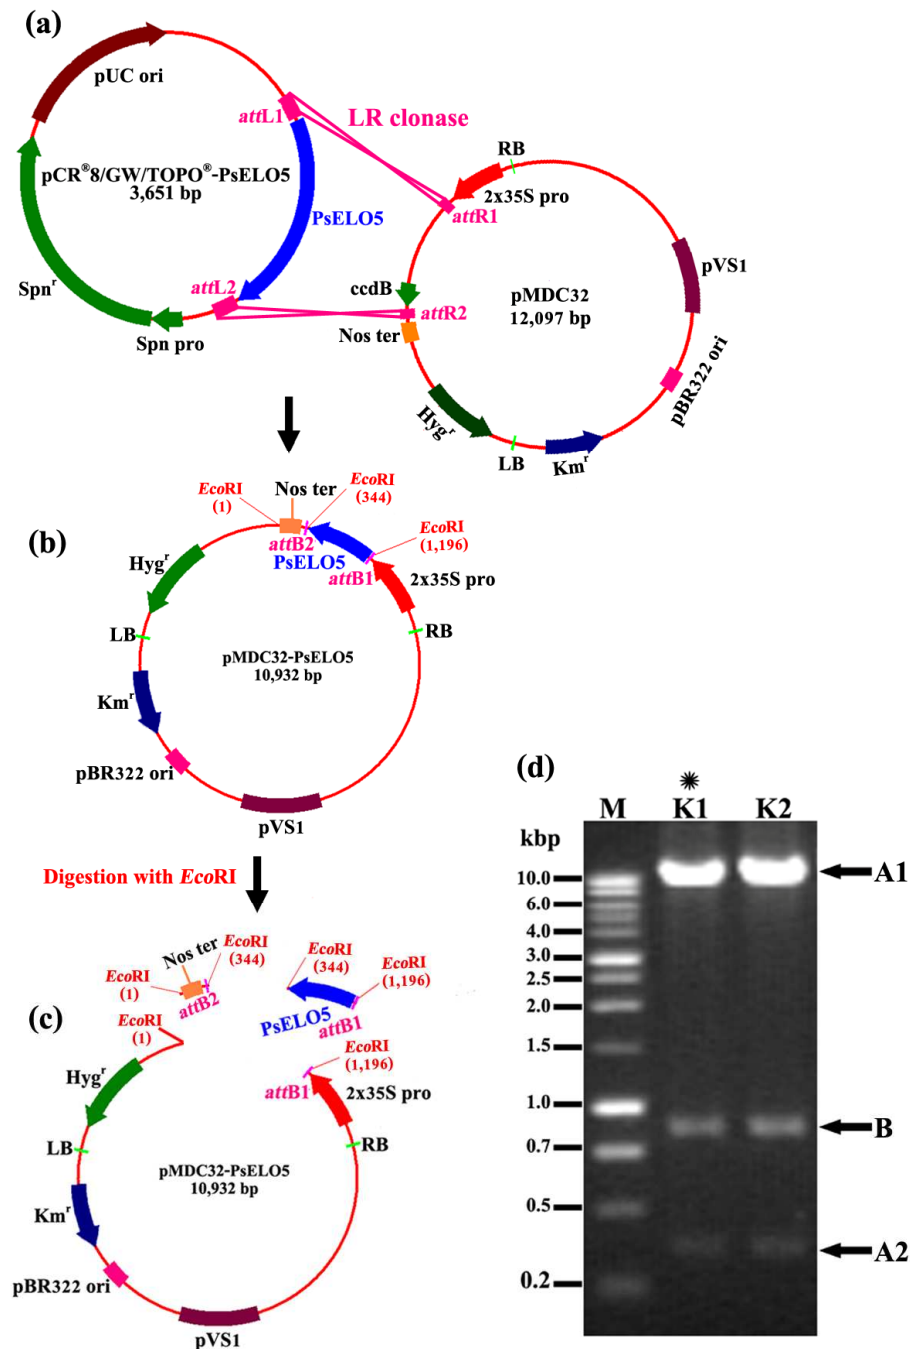 (a)
pUC ori
attL1
LR clonase
pCR®8/GW/TOPO®-PsELO5
3,651 bp
PsELO5
Spnʳ
attL2
Spn pro
RB
2x35S pro
attR1
ccdB
attR2
Nos ter
pMDC32
12,097 bp
pVS1
pBR322 ori
Hygʳ
LB
Kmʳ
(b)
EcoRI
(1)
Nos ter
EcoRI
(344)
EcoRI
(1,196)
attB2
PsELO5
attB1
2x35S pro
Hygʳ
LB
RB
pMDC32-PsELO5
10,932 bp
Kmʳ
pBR322 ori
pVS1
Digestion with EcoRI
(c)
Nos ter
EcoRI
(1)
EcoRI
(344)
attB2
EcoRI
(344)
EcoRI
(1,196)
PsELO5
attB1
EcoRI
(1)
EcoRI
(1,196)
attB1
2x35S pro
Hygʳ
LB
RB
pMDC32-PsELO5
10,932 bp
Kmʳ
pBR322 ori
pVS1
(d)
kbp
M
K1
K2
10.0
6.0
4.0
3.0
2.5
2.0
1.5
1.0
0.7
0.5
0.2
A1
B
A2